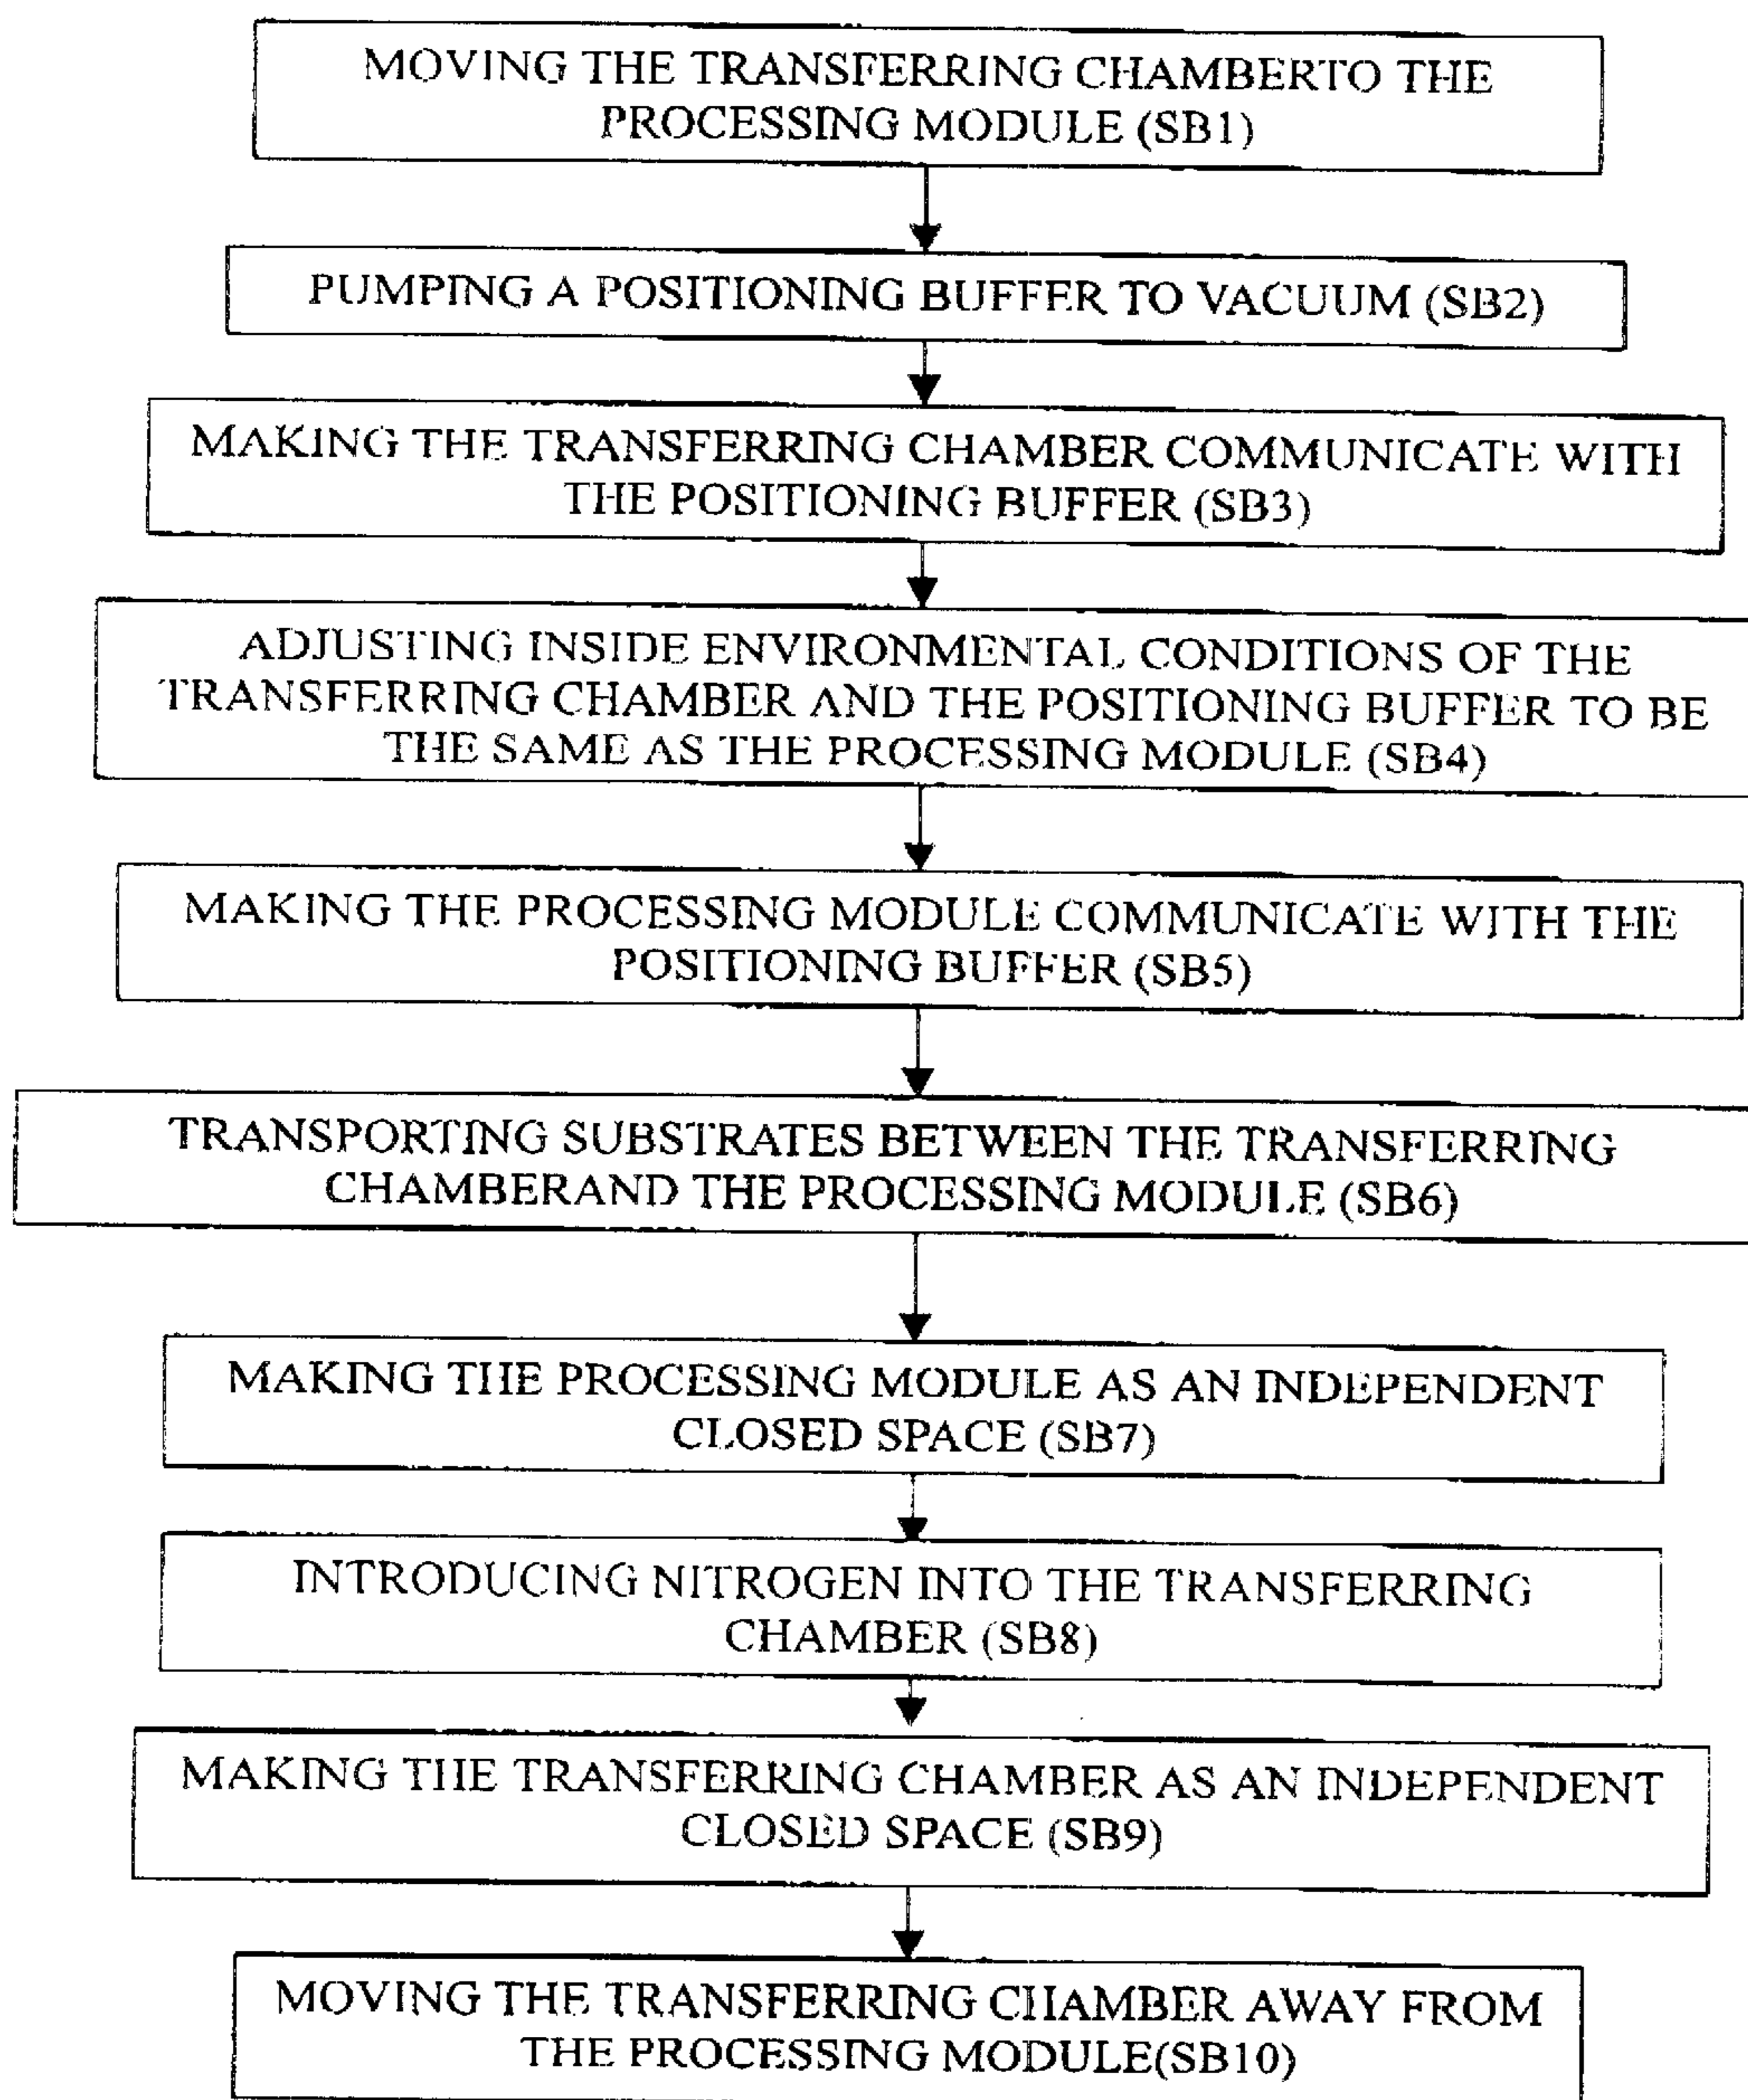 MOVING THE TRANSFERRING CHAMBERTO THE
PROCESSING MODULE (SB1)
PUMPING A POSITIONING BUFFER TO VACUUM (SB2)
MAKING THE TRANSFERRING CHAMBER COMMUNICATE WITH
THE POSITIONING BUFFER (SB3)
ADJUSTING INSIDE ENVIRONMENTAL CONDITIONS OF THE
TRANSFERRING CHAMBER AND THE POSITIONING BUFFER TO BE
THE SAME AS THE PROCESSING MODULE (SB4)
MAKING THE PROCESSING MODULE COMMUNICATE WITH THE
POSITIONING BUFFER (SB5)
TRANSPORTING SUBSTRATES BETWEEN THE TRANSFERRING
CHAMBERAND THE PROCESSING MODULE (SB6)
MAKING THE PROCESSING MODULE AS AN INDEPENDENT
CLOSED SPACE (SB7)
INTRODUCING NITROGEN INTO THE TRANSFERRING
CHAMBER (SB8)
MAKING THE TRANSFERRING CHAMBER AS AN INDEPENDENT
CLOSED SPACE (SB9)
MOVING THE TRANSFERRING CHAMBER AWAY FROM
THE PROCESSING MODULE(SB10)